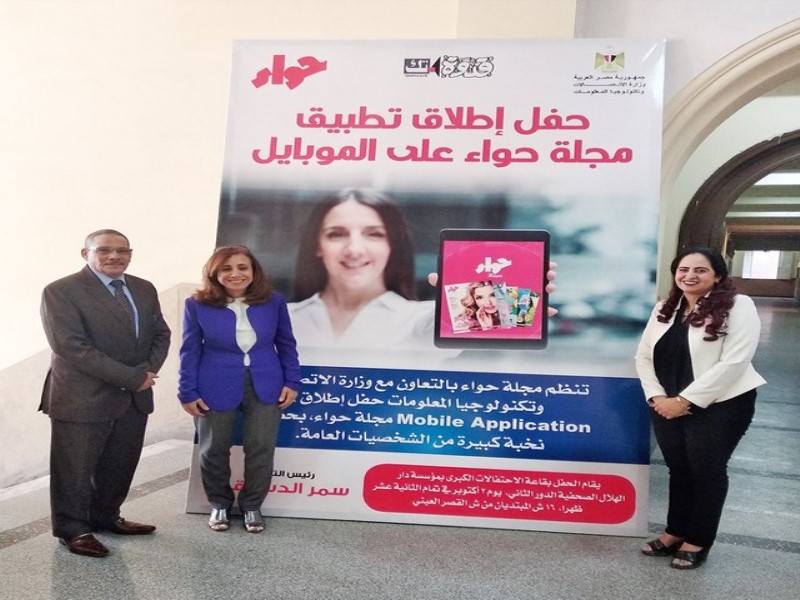 حواء
قدوة.تك
جمهورية مصر العربية
وزارة الاتصالات
وتكنولوجيا المعلومات
حفل إطلاق تطبيق
مجلة حواء على الموبايل
حواء
تنظم مجلة حواء بالتعاون مع وزارة الاتص
وتكنولوجيا المعلومات حفل إطلاق
Mobile Application مجلة حواء، بح
نخبة كبيرة من الشخصيات العامة.
رئيس الت
سمر الدس
يقام الحفل بقاعة الاحتفالات الكبرى بمؤسسة دار
الهلال الصحفية الدور الثاني، يوم ٢ أكتوبر في تمام الثانية عشر
ظهرا. ١٦ ش المبتديان من ش القصر العيني